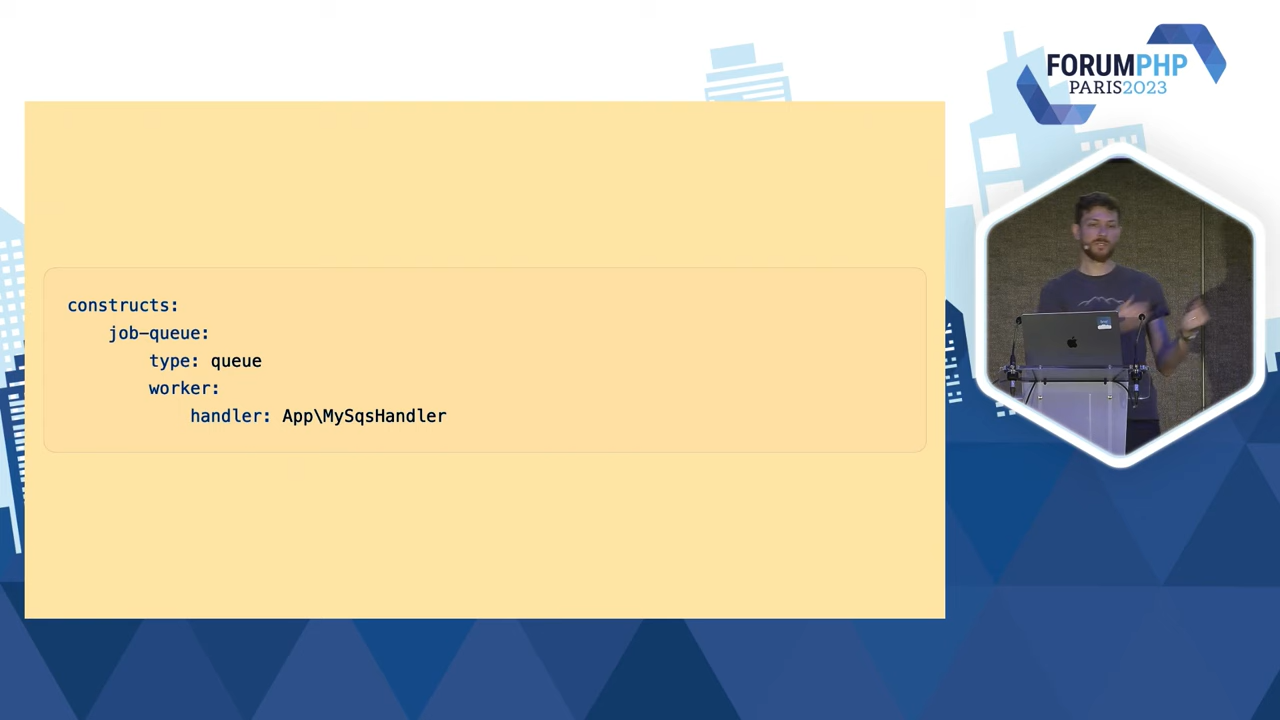 FORUMPHP
PARIS2023
constructs:
job-queue:
type: queue
worker:
handler: App\MySqsHandler